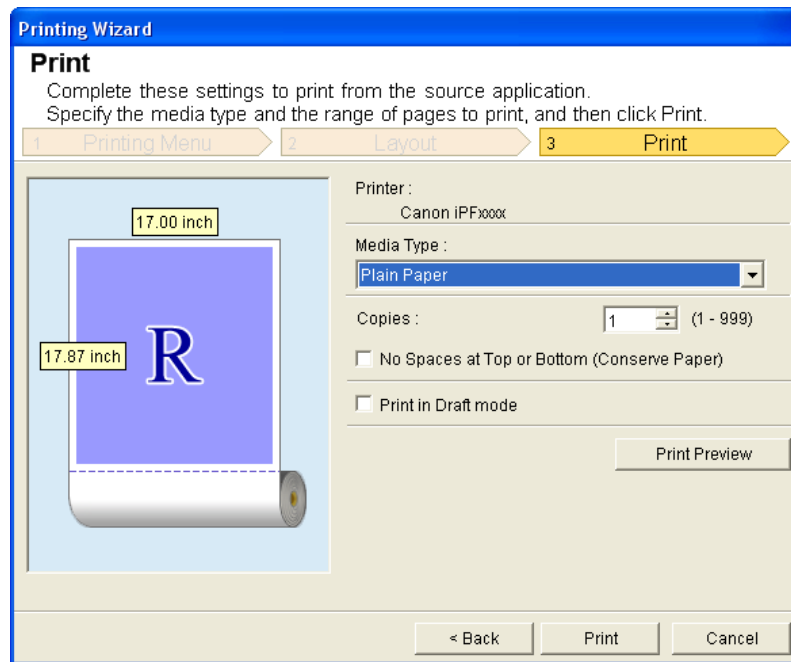 Printing Wizard
Print
Complete these settings to print from the source application.
Specify the media type and the range of pages to print, and then click Print.
1 Printing Menu 2 Layout 3 Print
Printer :
Canon iPFxxxx
17.00 inch
Media Type :
Plain Paper
Copies : 1 (1 - 999)
17.87 inch
R
No Spaces at Top or Bottom (Conserve Paper)
Print in Draft mode
Print Preview
< Back Print Cancel